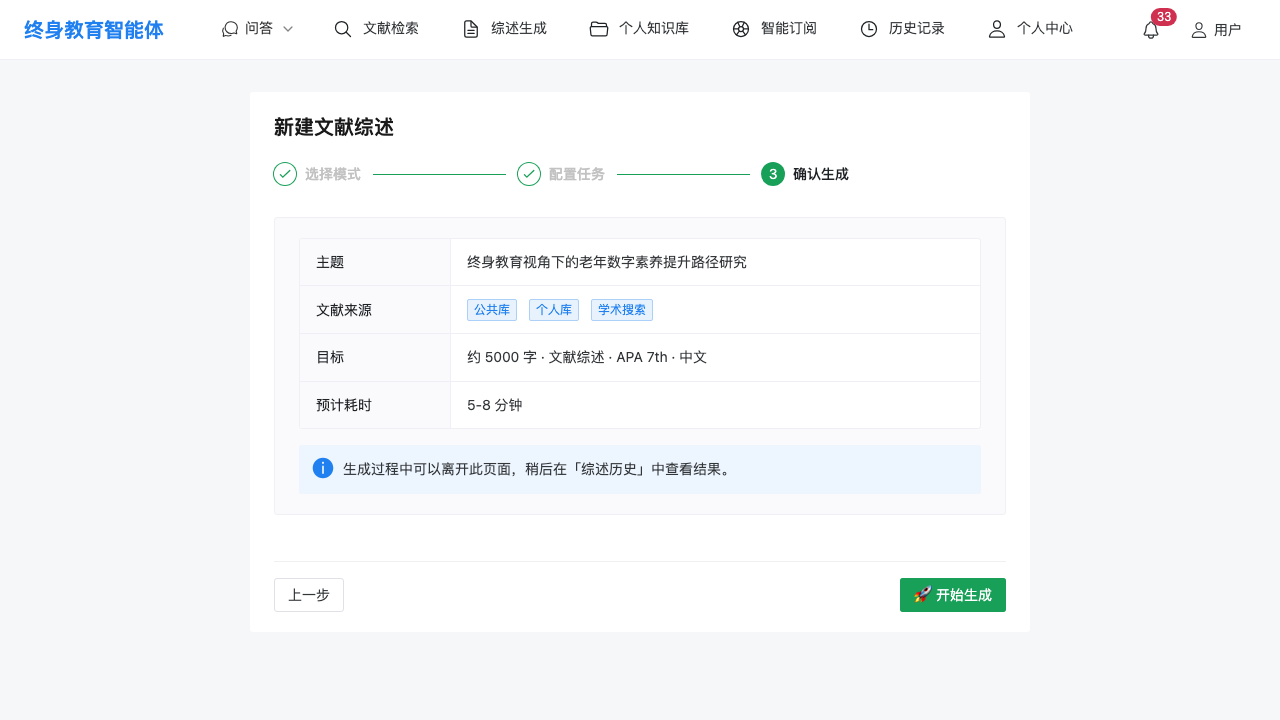 终身教育智能体 问答 文献检索 综述生成 个人知识库 智能订阅 历史记录 个人中心 33 用户
新建文献综述
选择模式 配置任务 3 确认生成
主题 终身教育视角下的老年数字素养提升路径研究
文献来源 公共库 个人库 学术搜索
目标 约 5000 字 · 文献综述 · APA 7th · 中文
预计耗时 5-8 分钟
生成过程中可以离开此页面，稍后在「综述历史」中查看结果。
上一步 🚀 开始生成